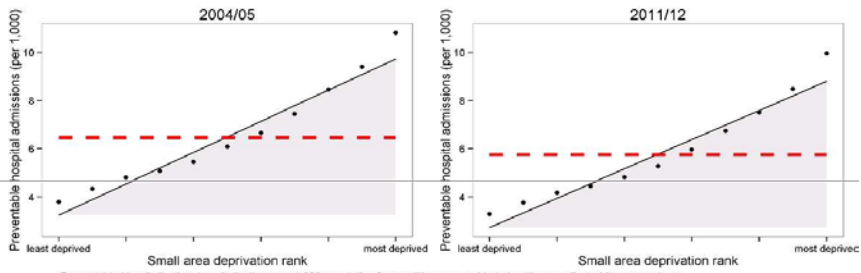 2004/05
Preventable hospital admissions (per 1,000)
10
8
6
4
least deprived
most deprived
Small area deprivation rank
2011/12
Preventable hospital admissions (per 1,000)
10
8
6
4
least deprived
most deprived
Small area deprivation rank